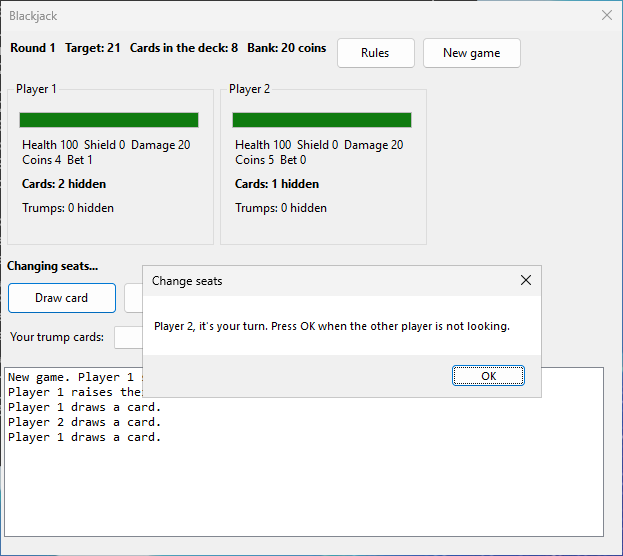 Blackjack
Round 1 Target: 21 Cards in the deck: 8 Bank: 20 coins Rules New game
Player 1
Health 100 Shield 0 Damage 20
Coins 4 Bet 1
Cards: 2 hidden
Trumps: 0 hidden
Player 2
Health 100 Shield 0 Damage 20
Coins 5 Bet 0
Cards: 1 hidden
Trumps: 0 hidden
Changing seats...
Draw card
Your trump cards:
Change seats
Player 2, it's your turn. Press OK when the other player is not looking.
OK
New game. Player 1
Player 1 raises the
Player 1 draws a card.
Player 2 draws a card.
Player 1 draws a card.